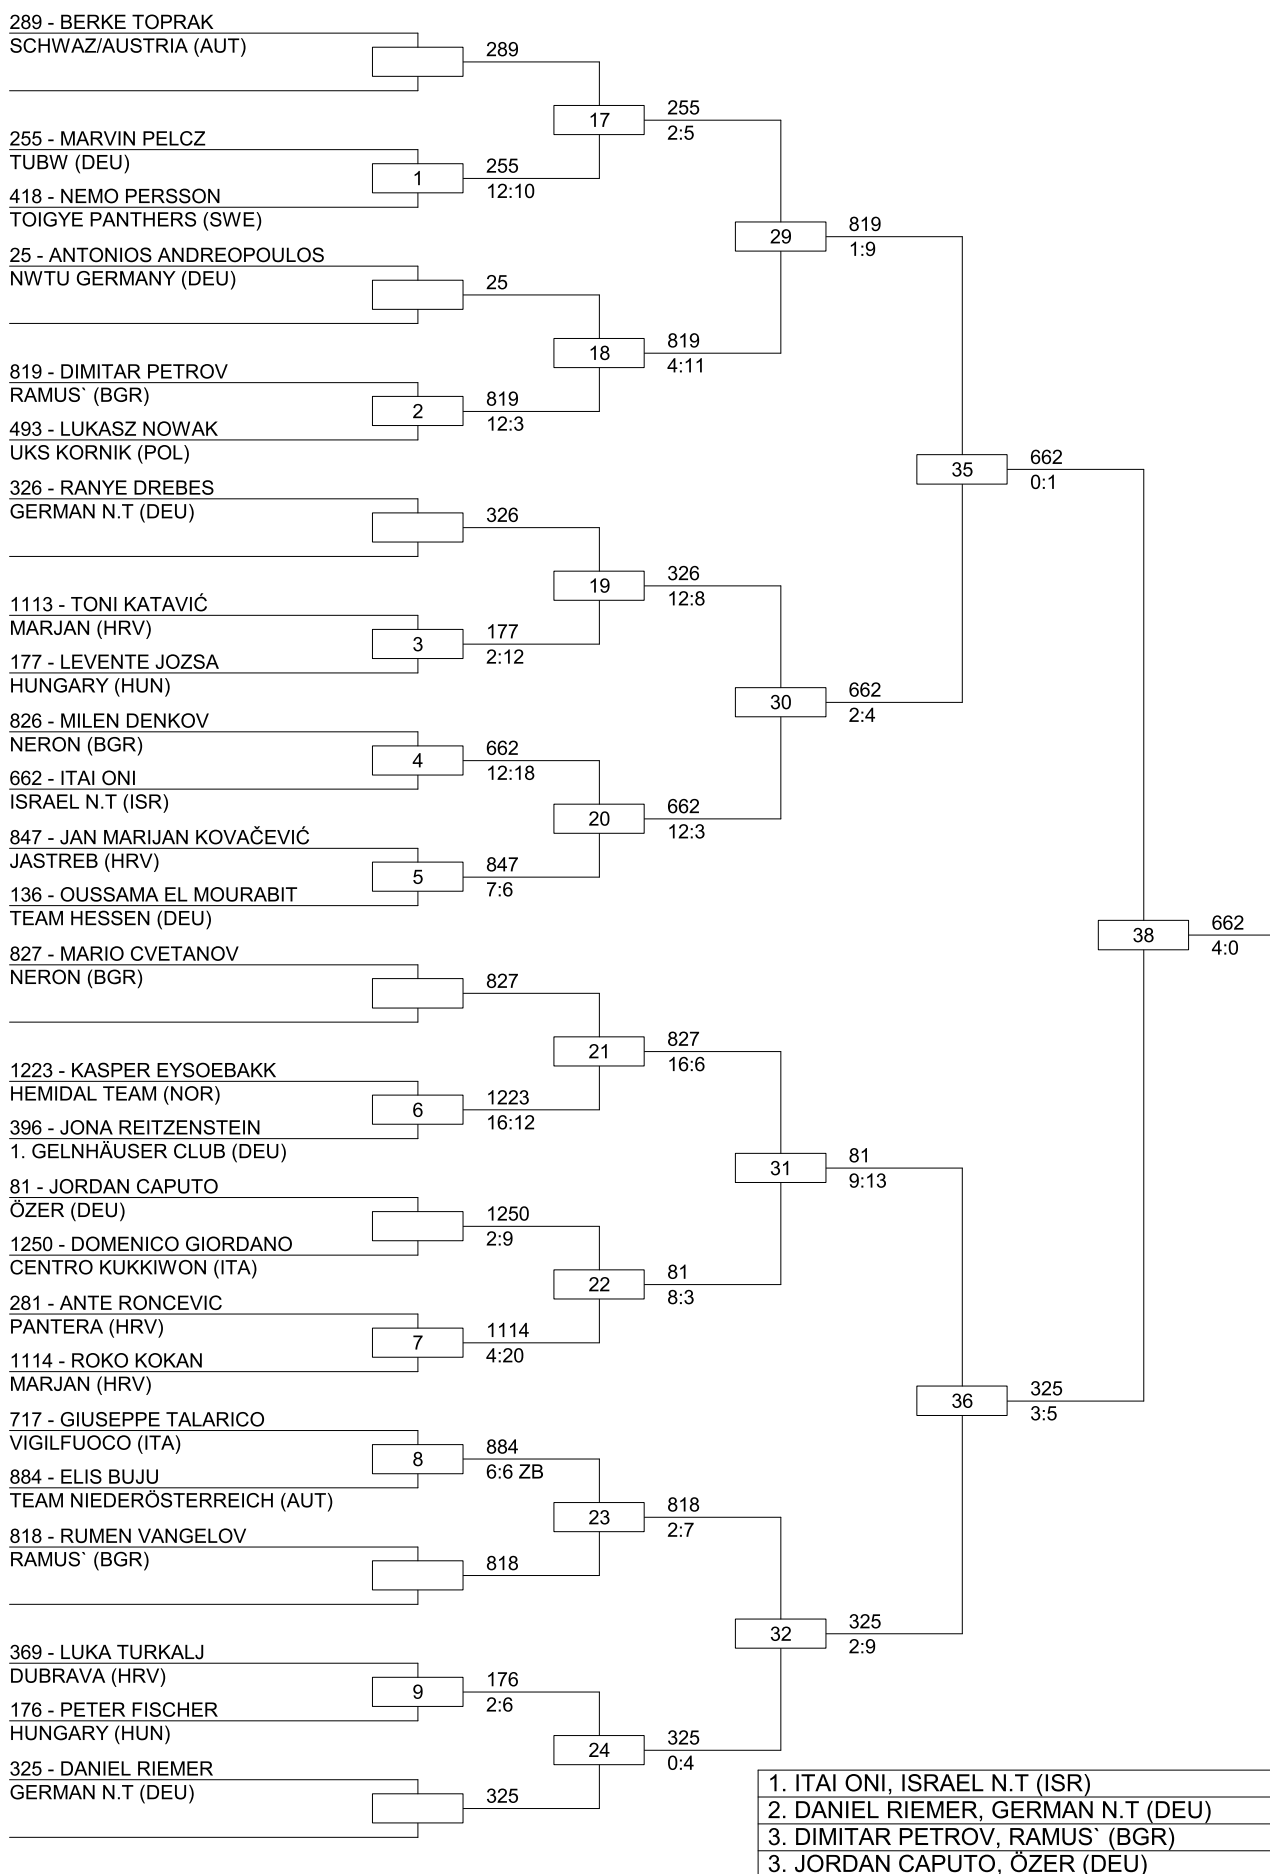 289 - BERKE TOPRAK
SCHWAZ/AUSTRIA (AUT)
289
17
255
2:5
255 - MARVIN PELCZ
TUBW (DEU)
1
255
12:10
418 - NEMO PERSSON
TOIGYE PANTHERS (SWE)
29
819
1:9
25 - ANTONIOS ANDREOPOULOS
NWTU GERMANY (DEU)
25
18
819
4:11
819 - DIMITAR PETROV
RAMUS` (BGR)
2
819
12:3
493 - LUKASZ NOWAK
UKS KORNIK (POL)
35
662
0:1
326 - RANYE DREBES
GERMAN N.T (DEU)
326
19
326
12:8
1113 - TONI KATAVIĆ
MARJAN (HRV)
3
177
2:12
177 - LEVENTE JOZSA
HUNGARY (HUN)
30
662
2:4
826 - MILEN DENKOV
NERON (BGR)
4
662
12:18
662 - ITAI ONI
ISRAEL N.T (ISR)
20
662
12:3
847 - JAN MARIJAN KOVAČEVIĆ
JASTREB (HRV)
5
847
7:6
136 - OUSSAMA EL MOURABIT
TEAM HESSEN (DEU)
38
662
4:0
827 - MARIO CVETANOV
NERON (BGR)
827
21
827
16:6
1223 - KASPER EYSOEBAKK
HEMIDAL TEAM (NOR)
6
1223
16:12
396 - JONA REITZENSTEIN
1. GELNHÄUSER CLUB (DEU)
31
81
9:13
81 - JORDAN CAPUTO
ÖZER (DEU)
1250
2:9
1250 - DOMENICO GIORDANO
CENTRO KUKKIWON (ITA)
22
81
8:3
281 - ANTE RONCEVIC
PANTERA (HRV)
7
1114
4:20
1114 - ROKO KOKAN
MARJAN (HRV)
36
325
3:5
717 - GIUSEPPE TALARICO
VIGILFUOCO (ITA)
8
884
6:6 ZB
884 - ELIS BUJU
TEAM NIEDERÖSTERREICH (AUT)
23
818
2:7
818 - RUMEN VANGELOV
RAMUS` (BGR)
818
32
325
2:9
369 - LUKA TURKALJ
DUBRAVA (HRV)
9
176
2:6
176 - PETER FISCHER
HUNGARY (HUN)
24
325
0:4
325 - DANIEL RIEMER
GERMAN N.T (DEU)
325
1. ITAI ONI, ISRAEL N.T (ISR)
2. DANIEL RIEMER, GERMAN N.T (DEU)
3. DIMITAR PETROV, RAMUS` (BGR)
3. JORDAN CAPUTO, ÖZER (DEU)